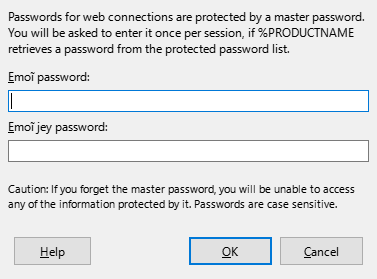 Passwords for web connections are protected by a master password.
You will be asked to enter it once per session, if %PRODUCTNAME
retrieves a password from the protected password list.
Emoĩ password:
Emoĩ jey password:
Caution: If you forget the master password, you will be unable to access
any of the information protected by it. Passwords are case sensitive.
Help
OK
Cancel